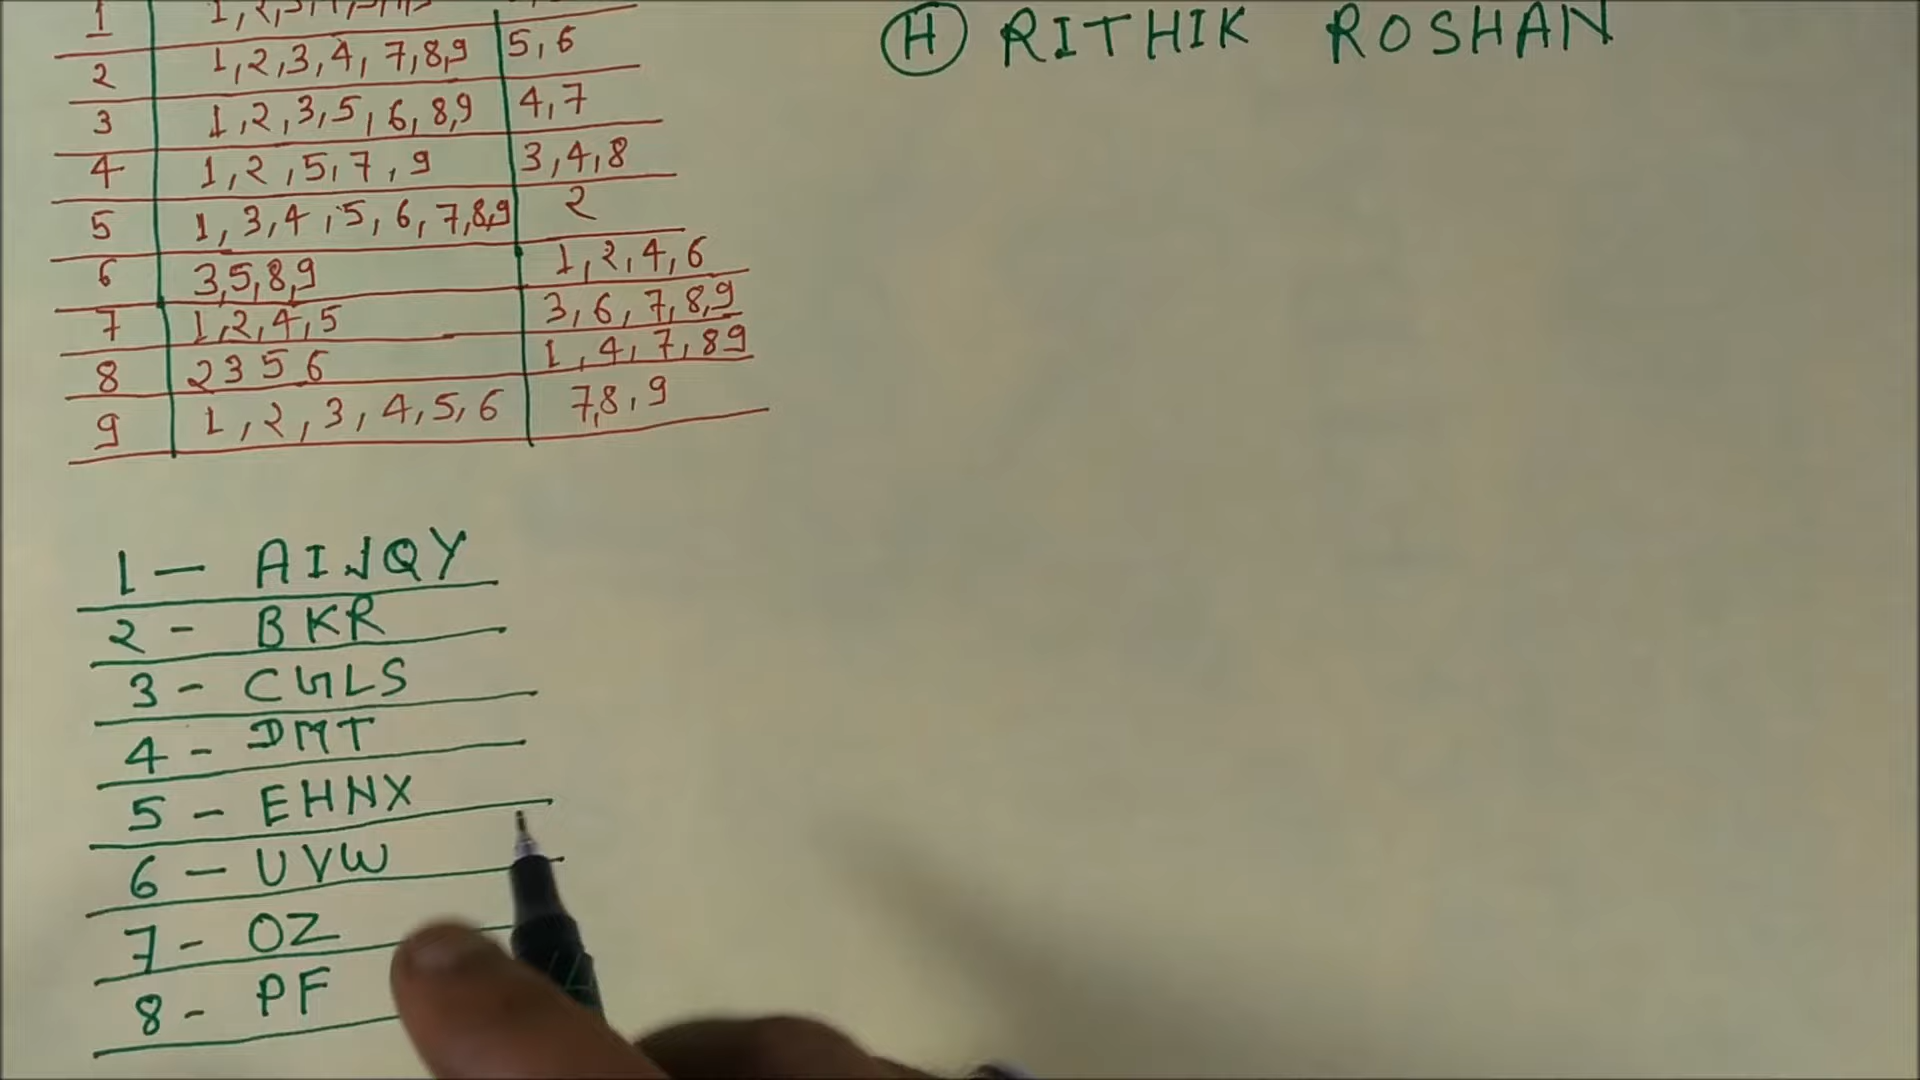 1
2 1,2,3,4,7,8,9 5,6
3 1,2,3,5,6,8,9 4,7
4 1,2,5,7,9 3,4,8
5 1,3,4,5,6,7,8,9 2
6 3,5,8,9 1,2,4,6
7 1,2,4,5 3,6,7,8,9
8 2 3 5 6 1,4,7,8 9
9 1,2,3,4,5,6 7,8,9
1 — AIJQY
2 - BKR
3 - CGLS
4 - DMT
5 - EHNX
6 — UVW
7 - OZ
8 - PF
H RITHIK ROSHAN